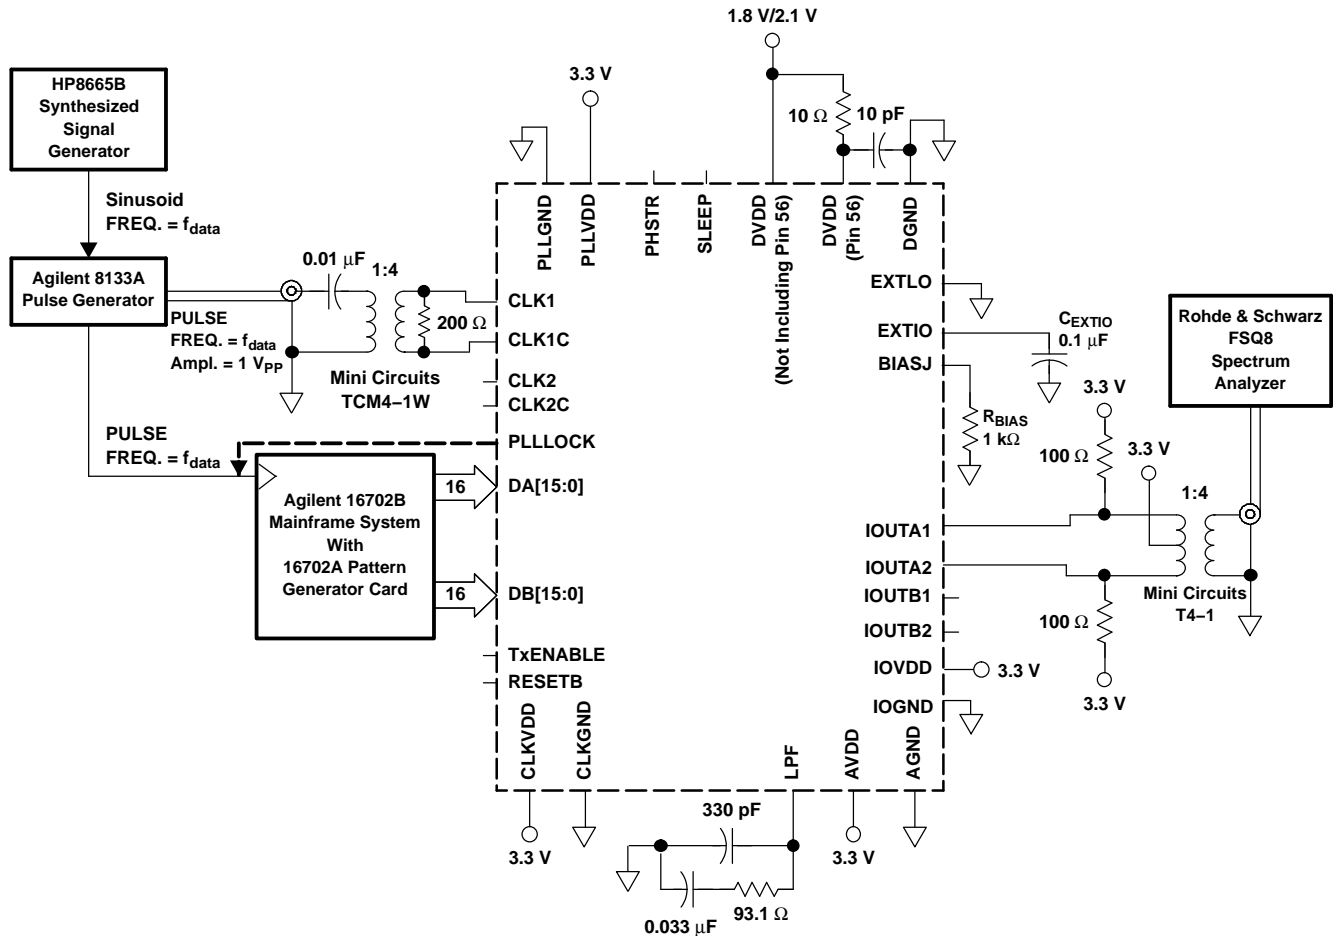 1.8 V/2.1 V
HP8665B
Synthesized
Signal
Generator
3.3 V
10 Ω
10 pF
Sinusoid
FREQ. = fdata
PLLGND
PLLVDD
PHSTR
SLEEP
DVDD
(Not Including Pin 56)
DVDD
(Pin 56)
DGND
Agilent 8133A
Pulse Generator
0.01 μF
1:4
200 Ω
PULSE
FREQ. = fdata
Ampl. = 1 VPP
Mini Circuits
TCM4−1W
CLK1
CLK1C
CLK2
CLK2C
PLLLOCK
EXTLO
EXTIO
BIASJ
CEXTIO
0.1 μF
RBIAS
1 kΩ
Rohde & Schwarz
FSQ8
Spectrum
Analyzer
PULSE
FREQ. = fdata
Agilent 16702B
Mainframe System
With
16702A Pattern
Generator Card
16
DA[15:0]
16
DB[15:0]
3.3 V
100 Ω
3.3 V
1:4
IOUTA1
IOUTA2
IOUTB1
IOUTB2
Mini Circuits
T4−1
100 Ω
3.3 V
IOVDD
3.3 V
IOGND
TxENABLE
RESETB
CLKVDD
CLKGND
LPF
AVDD
AGND
3.3 V
330 pF
3.3 V
0.033 μF
93.1 Ω